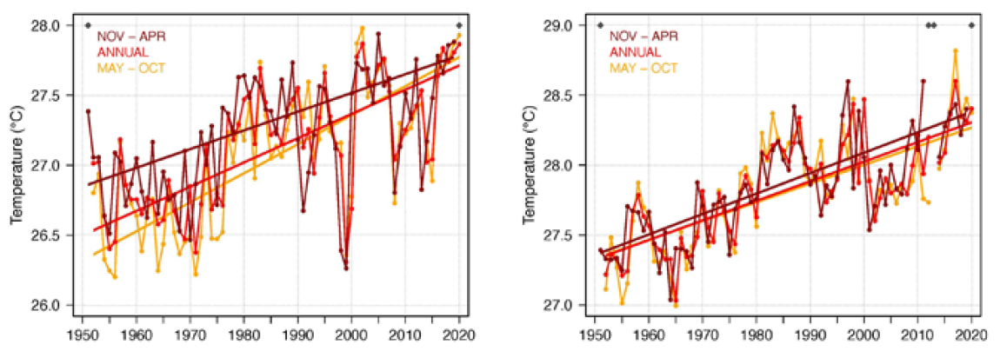 28.0
27.5
27.0
26.5
26.0
Temperature (°C)
NOV – APR
ANNUAL
MAY – OCT
1950 1960 1970 1980 1990 2000 2010 2020
29.0
28.5
28.0
27.5
27.0
Temperature (°C)
NOV – APR
ANNUAL
MAY – OCT
1950 1960 1970 1980 1990 2000 2010 2020